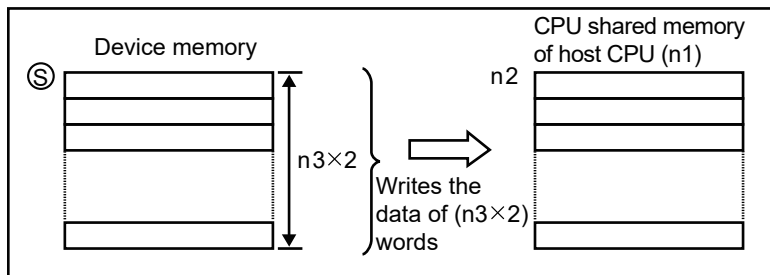 Device memory
CPU shared memory
of host CPU (n1)
Ⓢ
n2
n3×2
Writes the
data of (n3×2)
words